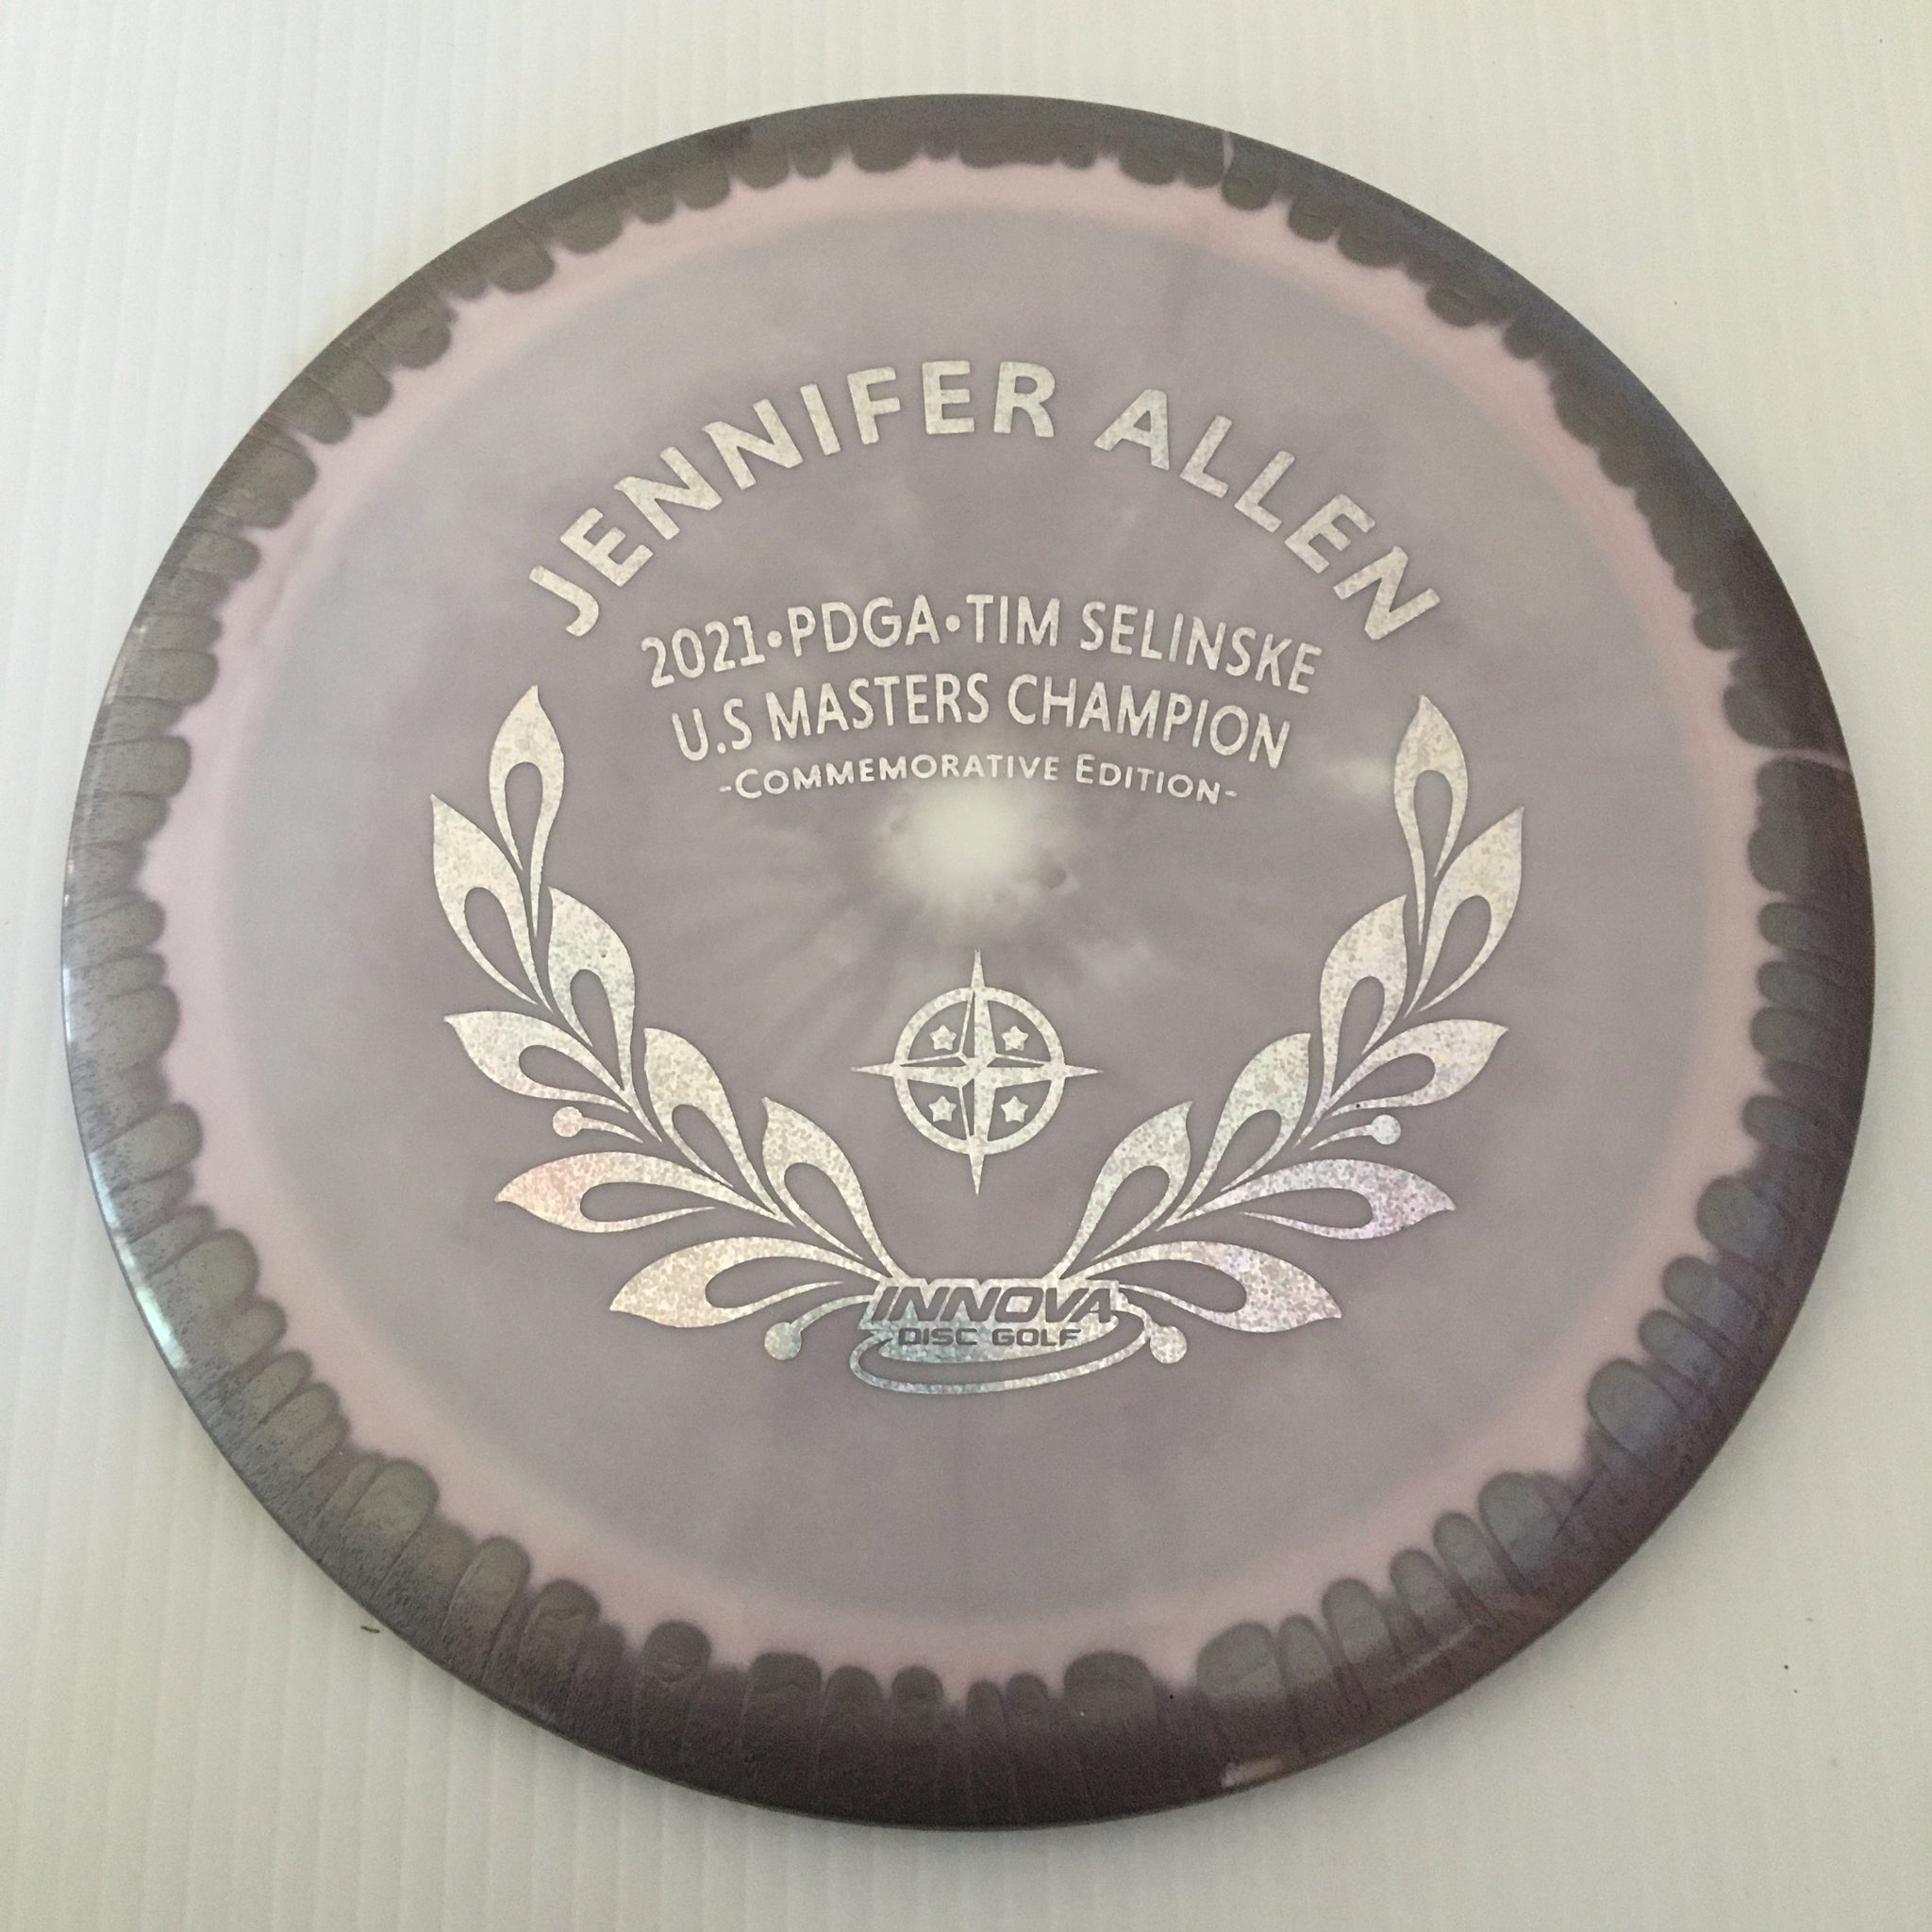 JENNIFER ALLEN
2021•PDGA•TIM SELINSKE
U.S MASTERS CHAMPION
-COMMEMORATIVE EDITION-
INNOVA
DISC GOLF